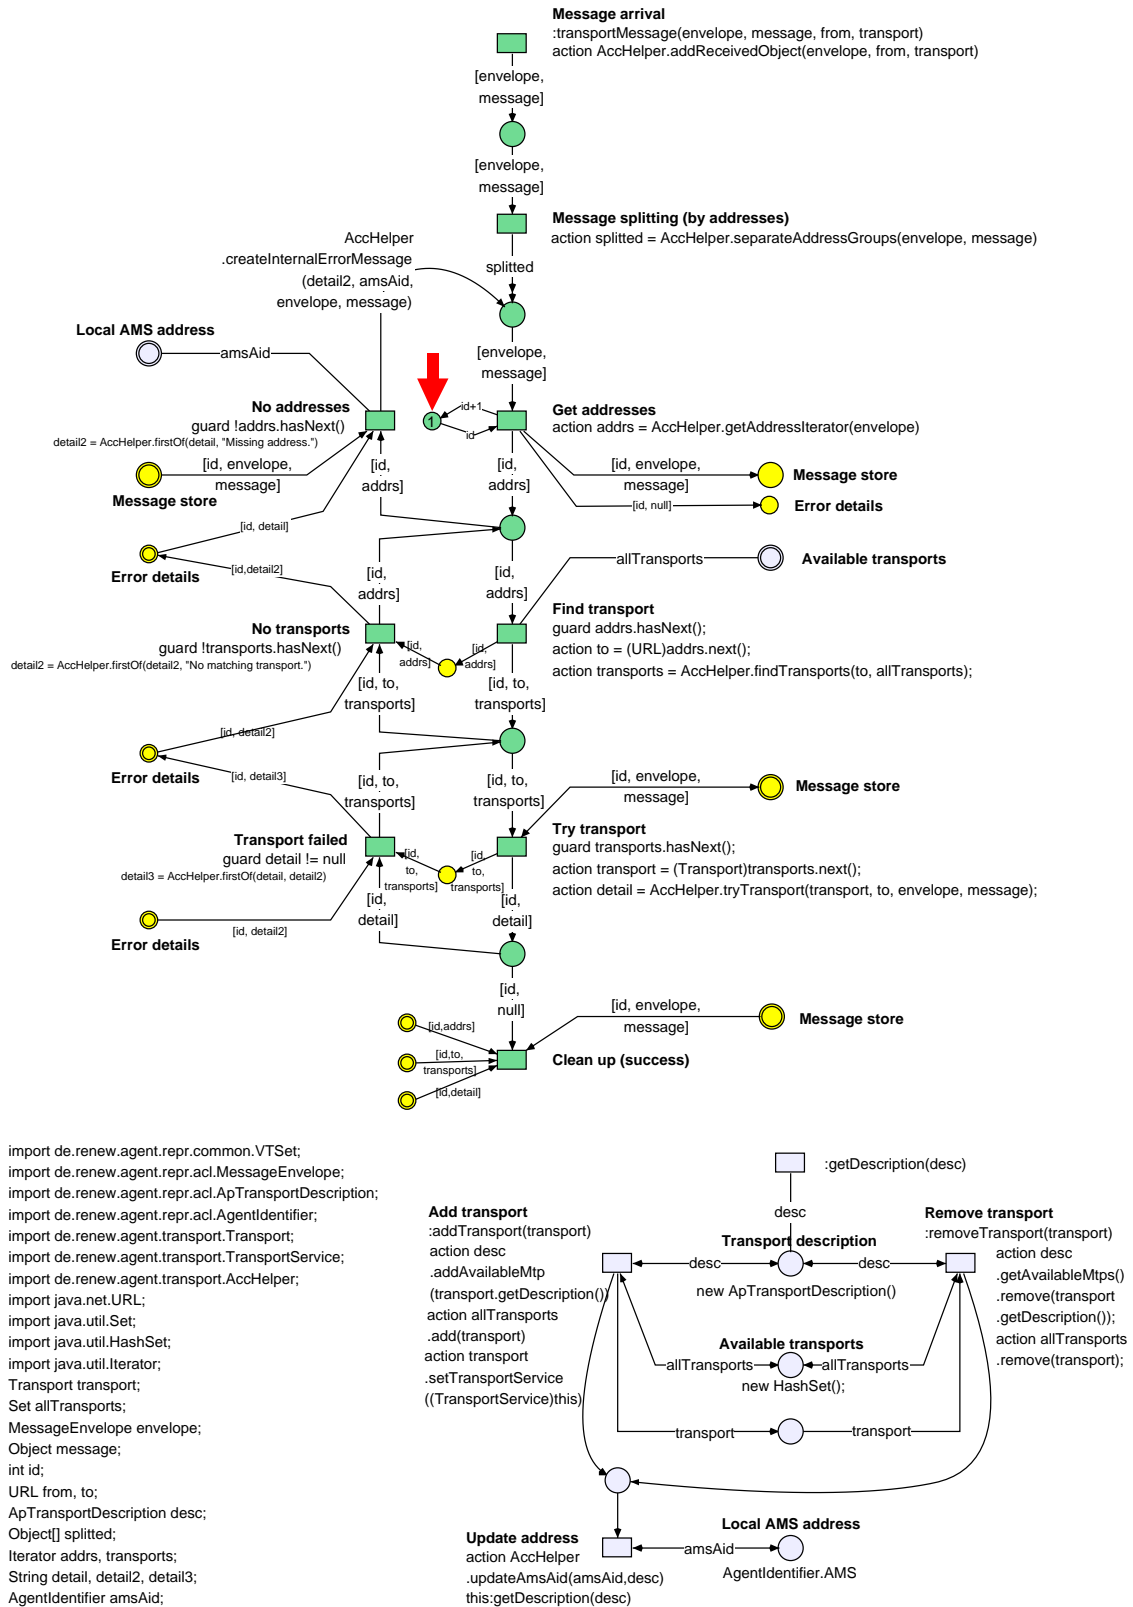 Message arrival
:transportMessage(envelope, message, from, transport)
action AccHelper.addReceivedObject(envelope, from, transport)
[envelope,
message]
[envelope,
message]
Message splitting (by addresses)
action splitted = AccHelper.separateAddressGroups(envelope, message)
AccHelper
.createInternalErrorMessage
(detail2, amsAid,
envelope, message)
splitted
Local AMS address
amsAid
[envelope,
message]
No addresses
guard !addrs.hasNext()
detail2 = AccHelper.firstOf(detail, "Missing address.")
id+1
1
id
Get addresses
action addrs = AccHelper.getAddressIterator(envelope)
[id, envelope,
message]
Message store
[id,
addrs]
[id,
addrs]
[id, envelope,
message]
Message store
[id, null]
Error details
[id, detail]
Error details
[id,detail2]
[id,
addrs]
[id,
addrs]
allTransports
Available transports
No transports
guard !transports.hasNext()
detail2 = AccHelper.firstOf(detail2, "No matching transport.")
[id,
addrs]
[id,
addrs]
Find transport
guard addrs.hasNext();
action to = (URL)addrs.next();
action transports = AccHelper.findTransports(to, allTransports);
[id, to,
transports]
[id, to,
transports]
[id, detail2]
Error details
[id, detail3]
[id, to,
transports]
[id, to,
transports]
[id, envelope,
message]
Message store
Transport failed
guard detail != null
detail3 = AccHelper.firstOf(detail, detail2)
[id,
to,
transports]
[id,
to,
transports]
Try transport
guard transports.hasNext();
action transport = (Transport)transports.next();
action detail = AccHelper.tryTransport(transport, to, envelope, message);
[id, detail2]
Error details
[id,
detail]
[id,
detail]
[id,
null]
[id, envelope,
message]
Message store
[id,addrs]
[id,to,
transports]
[id,detail]
Clean up (success)
import de.renew.agent.repr.common.VTSet;
import de.renew.agent.repr.acl.MessageEnvelope;
import de.renew.agent.repr.acl.ApTransportDescription;
import de.renew.agent.repr.acl.AgentIdentifier;
import de.renew.agent.transport.Transport;
import de.renew.agent.transport.TransportService;
import de.renew.agent.transport.AccHelper;
import java.net.URL;
import java.util.Set;
import java.util.HashSet;
import java.util.Iterator;
Transport transport;
Set allTransports;
MessageEnvelope envelope;
Object message;
int id;
URL from, to;
ApTransportDescription desc;
Object[] splitted;
Iterator addrs, transports;
String detail, detail2, detail3;
AgentIdentifier amsAid;
:getDescription(desc)
desc
Add transport
:addTransport(transport)
action desc
.addAvailableMtp
(transport.getDescription())
action allTransports
.add(transport)
action transport
.setTransportService
((TransportService)this)
Transport description
desc
desc
new ApTransportDescription()
Remove transport
:removeTransport(transport)
action desc
.getAvailableMtps()
.remove(transport
.getDescription());
action allTransports
.remove(transport);
Available transports
allTransports
allTransports
new HashSet();
transport
transport
Update address
action AccHelper
.updateAmsAid(amsAid,desc)
this:getDescription(desc)
amsAid
Local AMS address
AgentIdentifier.AMS